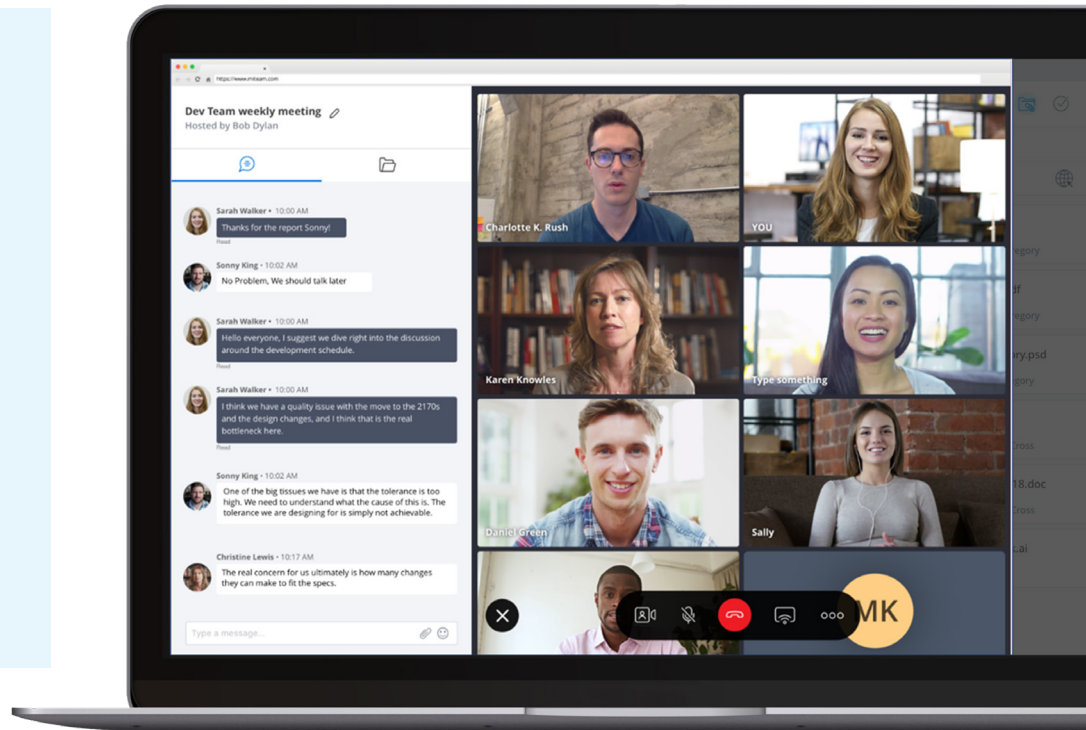 https://www.miteam.com
Dev Team weekly meeting
Hosted by Bob Dylan
Sarah Walker • 10:00 AM
Thanks for the report Sonny!
Read
Sonny King • 10:02 AM
No Problem, We should talk later
Sarah Walker • 10:00 AM
Hello everyone, I suggest we dive right into the discussion
around the development schedule.
Read
Sarah Walker • 10:00 AM
I think we have a quality issue with the move to the 2170s
and the design changes, and I think that is the real
bottleneck here.
Read
Sonny King • 10:02 AM
One of the big tissues we have is that the tolerance is too
high. We need to understand what the cause of this is. The
tolerance we are designing for is simply not achievable.
Christine Lewis • 10:17 AM
The real concern for us ultimately is how many changes
they can make to fit the specs.
Type a message...
Charlotte K. Rush
YOU
Karen Knowles
Type something
Daniel Green
Sally
MK
egory
df
egory
ory.psd
egory
Cross
18.doc
Cross
t.ai